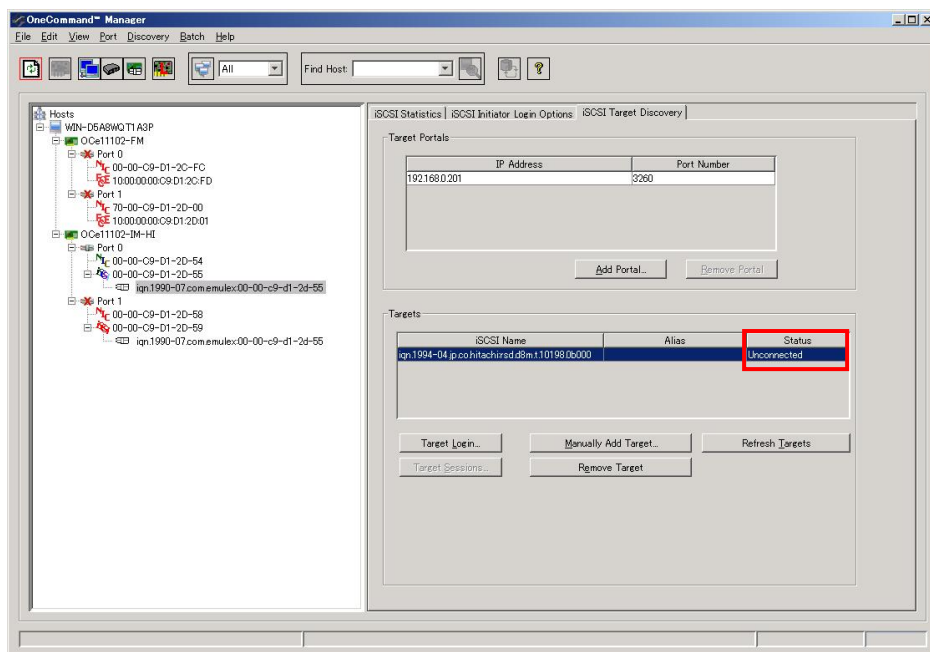 OneCommand™ Manager
File Edit View Port Discovery Batch Help
All
Find Host:
Hosts
WIN-D5A8WQT1A3P
OCe11102-FM
Port 0
00-00-C9-D1-2C-FC
10:00:00:00:C9:D1:2C:FD
Port 1
70-00-C9-D1-2D-00
10:00:00:00:C9:D1:2D:01
OCe11102-IM-HI
Port 0
00-00-C9-D1-2D-54
00-00-C9-D1-2D-55
iqn.1990-07.com.emulex:00-00-c9-d1-2d-55
Port 1
00-00-C9-D1-2D-58
00-00-C9-D1-2D-59
iqn.1990-07.com.emulex:00-00-c9-d1-2d-55
iSCSI Statistics iSCSI Initiator Login Options iSCSI Target Discovery
Target Portals
IP Address Port Number
192.168.0.201 3260
Add Portal... Remove Portal
Targets
iSCSI Name Alias Status
iqn.1994-04.jp.co.hitachi:rsd.d8m.t.10198.0b000 Unconnected
Target Login... Manually Add Target... Refresh Targets
Target Sessions... Remove Target